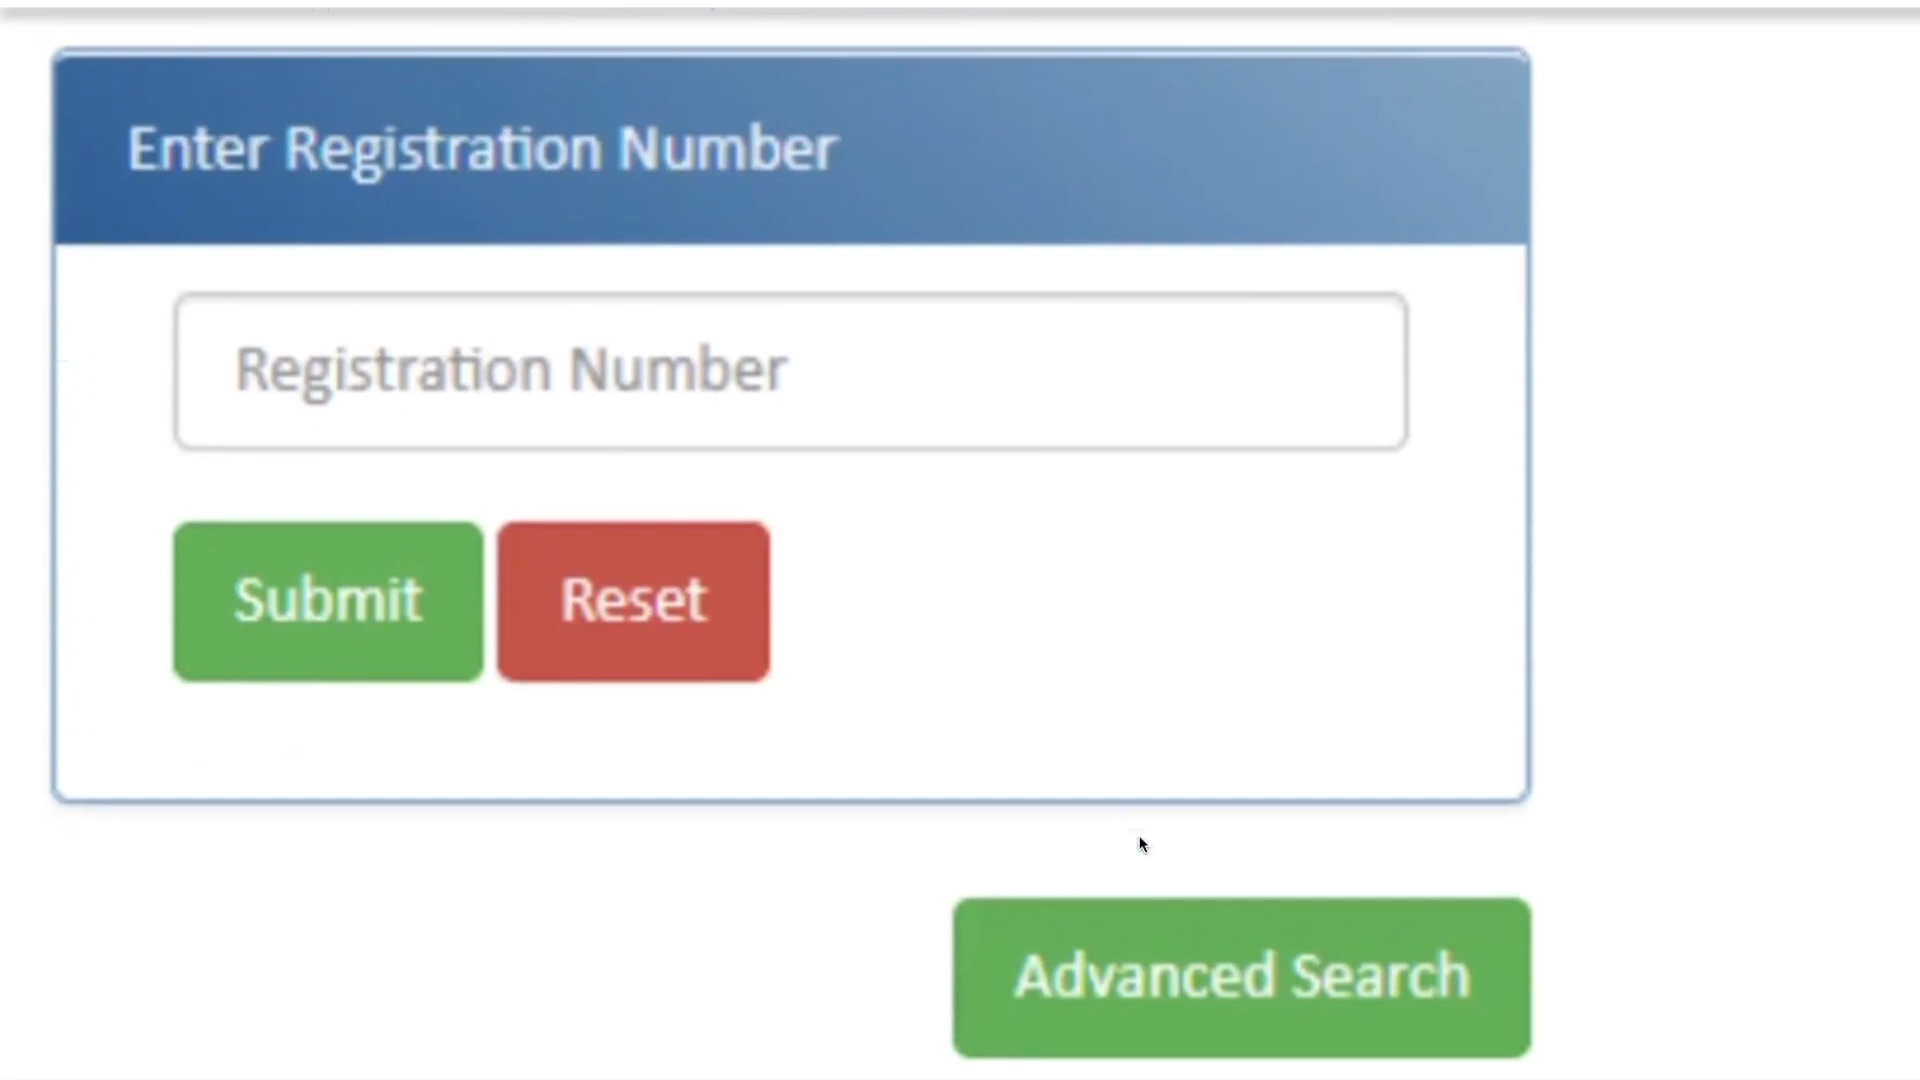 Enter Registration Number
Registration Number
Submit Reset
Advanced Search